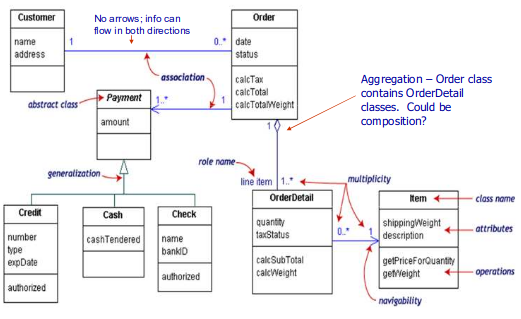 Customer
name
address
No arrows; info can
flow in both directions
1
0..*
association
Order
date
status
calcTax
calcTotal
calcTotalWeight
Aggregation – Order class
contains OrderDetail
classes. Could be
composition?
abstract class
Payment
amount
1..*
1
generalization
1
role name
line item
1..*
multiplicity
Credit
number
type
expDate
authorized
Cash
cashTendered
Check
name
bankID
authorized
OrderDetail
quantity
taxStatus
calcSubTotal
calcWeight
0..*
1
navigability
Item
shippingWeight
description
getPriceForQuantity
getWeight
class name
attributes
operations